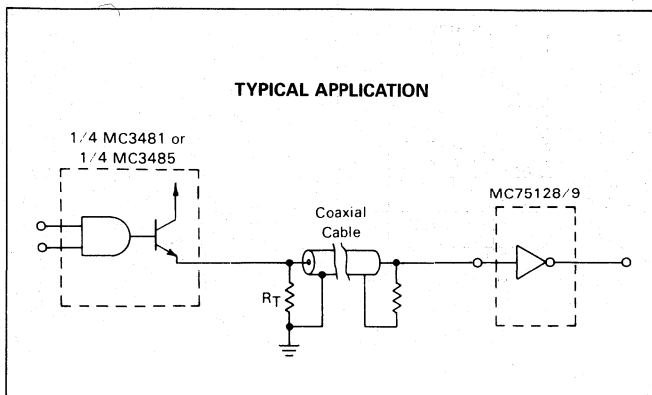 TYPICAL APPLICATION
1/4 MC3481 or
1/4 MC3485
MC75128/9
Coaxial
Cable
RT